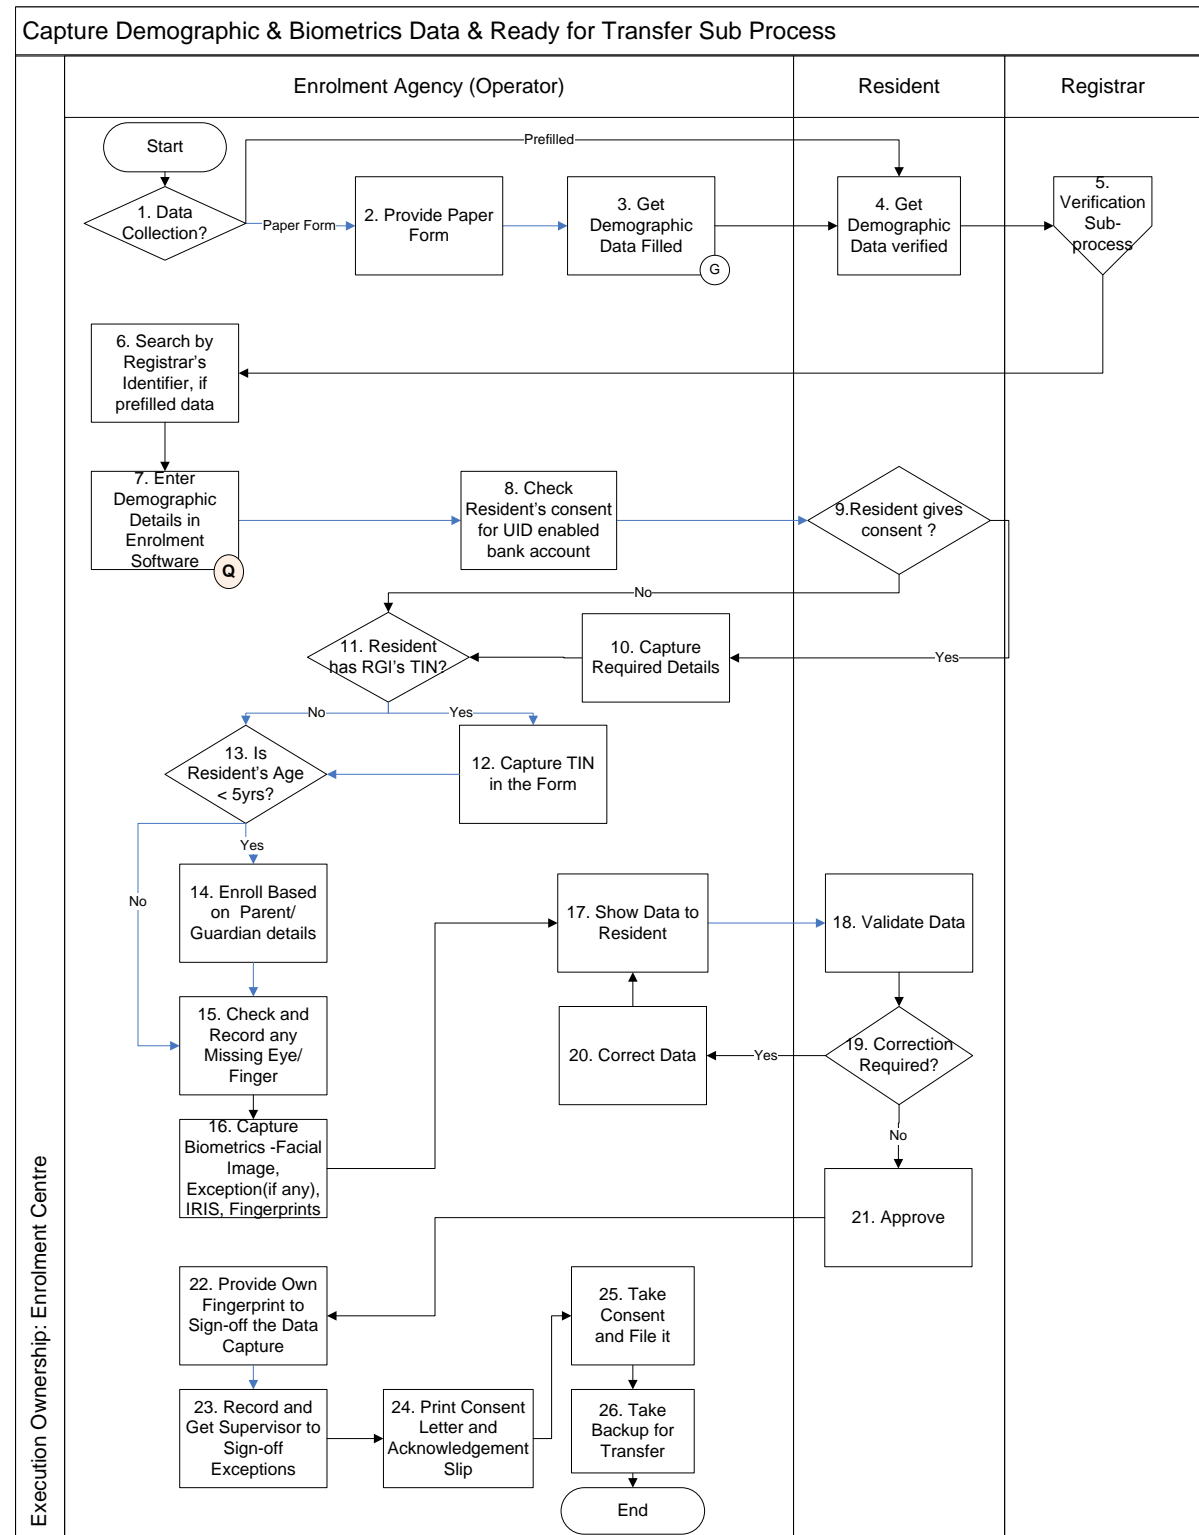 Capture Demographic & Biometrics Data & Ready for Transfer Sub Process
Execution Ownership: Enrolment Centre
Enrolment Agency (Operator)
Resident
Registrar
Start
Prefilled
1. Data
Collection?
Paper Form
2. Provide Paper
Form
3. Get
Demographic
Data Filled
G
4. Get
Demographic
Data verified
5.
Verification
Sub-
process
6. Search by
Registrar's
Identifier, if
prefilled data
7. Enter
Demographic
Details in
Enrolment
Software
Q
8. Check
Resident's consent
for UID enabled
bank account
9.Resident gives
consent ?
No
Yes
10. Capture
Required Details
11. Resident
has RGI's TIN?
No
Yes
12. Capture TIN
in the Form
13. Is
Resident's Age
< 5yrs?
Yes
No
14. Enroll Based
on Parent/
Guardian details
15. Check and
Record any
Missing Eye/
Finger
16. Capture
Biometrics -Facial
Image,
Exception(if any),
IRIS, Fingerprints
17. Show Data to
Resident
18. Validate Data
19. Correction
Required?
Yes
20. Correct Data
No
21. Approve
22. Provide Own
Fingerprint to
Sign-off the Data
Capture
23. Record and
Get Supervisor to
Sign-off
Exceptions
24. Print Consent
Letter and
Acknowledgement
Slip
25. Take
Consent
and File it
26. Take
Backup for
Transfer
End